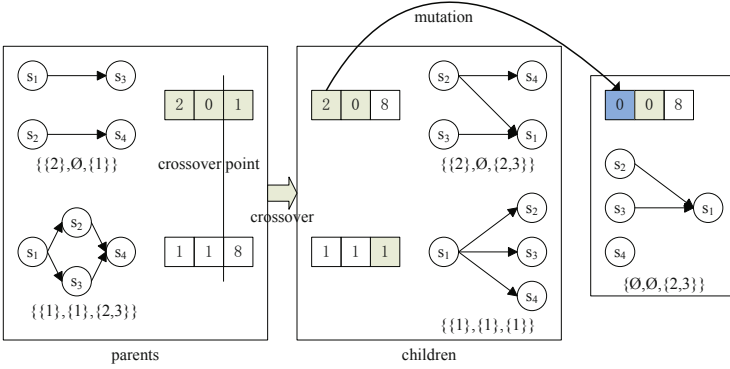 mutation
s1 s3
2 0 1
s2 s4
{{2},Ø,{1}}
crossover point
s2
s1 s4
s3
1 1 8
{{1},{1},{2,3}}
parents
crossover
2 0 8
s2 s4
s3 s1
{{2},Ø,{2,3}}
s2
1 1 1
s1 s3
s4
{{1},{1},{1}}
children
0 0 8
s2
s3 s1
s4
{Ø,Ø,{2,3}}